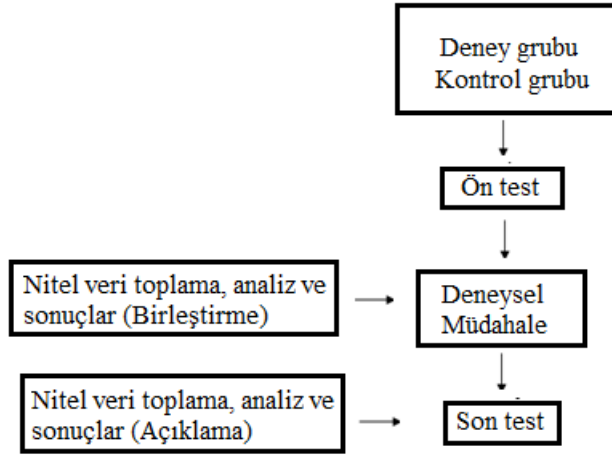 Deney grubu
Kontrol grubu
Ön test
Nitel veri toplama, analiz ve
sonuçlar (Birleştirme)
Deneysel
Müdahale
Nitel veri toplama, analiz ve
sonuçlar (Açıklama)
Son test